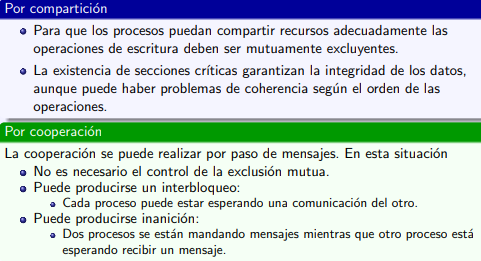 Por compartición
Para que los procesos puedan compartir recursos adecuadamente las
operaciones de escritura deben ser mutuamente excluyentes.
La existencia de secciones críticas garantizan la integridad de los datos,
aunque puede haber problemas de coherencia según el orden de las
operaciones.
Por cooperación
La cooperación se puede realizar por paso de mensajes. En esta situación
No es necesario el control de la exclusión mutua.
Puede producirse un interbloqueo:
Cada proceso puede estar esperando una comunicación del otro.
Puede producirse inanición:
Dos procesos se están mandando mensajes mientras que otro proceso está
esperando recibir un mensaje.